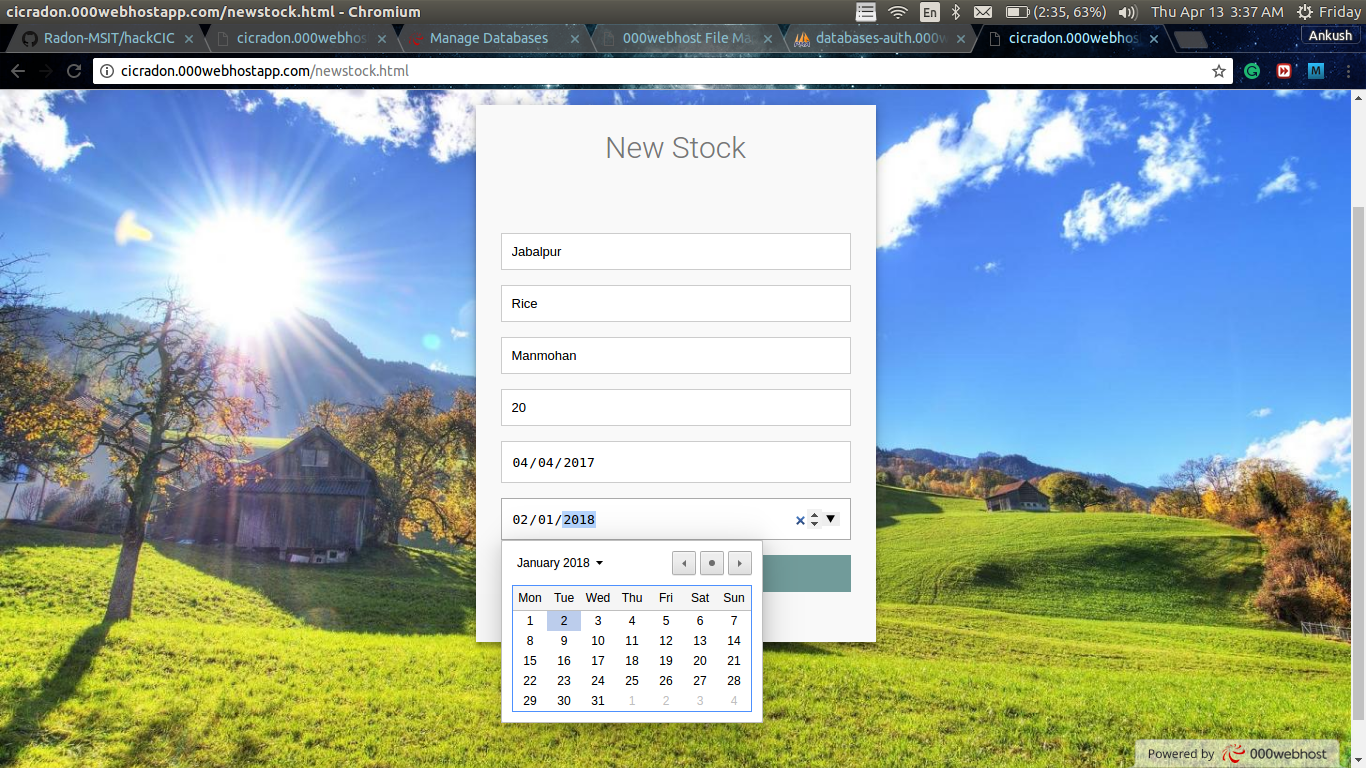 cicradon.000webhostapp.com/newstock.html - Chromium
En (2:35, 63%) Thu Apr 13 3:37 AM Friday
Radon-MSIT/hackCIC cicradon.000webhos Manage Databases 000webhost File Ma databases-auth.000w cicradon.000webhos Ankush
cicradon.000webhostapp.com/newstock.html M
New Stock
Jabalpur
Rice
Manmohan
20
04/04/2017
02/01/2018
January 2018
Mon Tue Wed Thu Fri Sat Sun
1 2 3 4 5 6 7
8 9 10 11 12 13 14
15 16 17 18 19 20 21
22 23 24 25 26 27 28
29 30 31 1 2 3 4
Powered by 000webhost